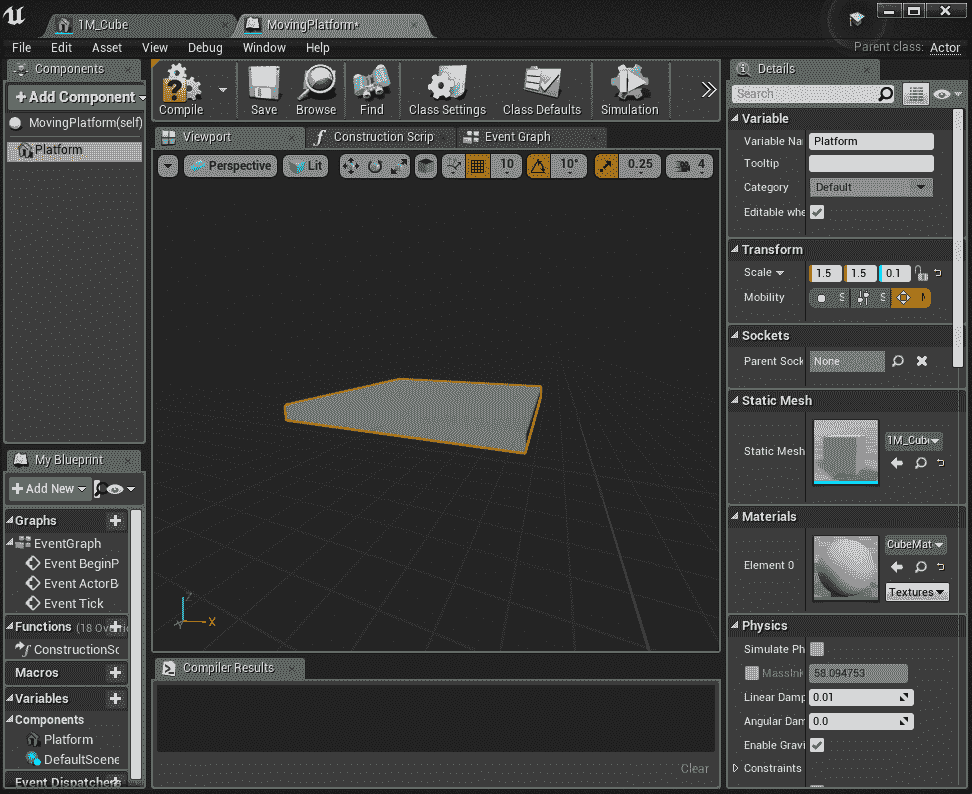 1M_Cube
MovingPlatform*
File Edit Asset View Debug Window Help
Parent class: Actor
Components
+Add Component
MovingPlatform(self)
Platform
Compile
Save
Browse
Find
Class Settings
Class Defaults
Simulation
Viewport
Construction Scrip
Event Graph
Perspective
Lit
10
10°
0.25
4
X
Z
Compiler Results
Clear
My Blueprint
+Add New
Graphs
EventGraph
Event BeginP
Event ActorB
Event Tick
Functions (18 Overri
ConstructionSc
Macros
Variables
Components
Platform
DefaultScene
Event Dispatchers
Details
Search
Variable
Variable Na Platform
Tooltip
Category Default
Editable whe
Transform
Scale 1.5 1.5 0.1
Mobility S S M
Sockets
Parent Sock None
Static Mesh
Static Mesh 1M_Cube
Materials
Element 0 CubeMat
Textures
Physics
Simulate Ph
MassInK 58.094753
Linear Damp 0.01
Angular Dam 0.0
Enable Gravi
Constraints